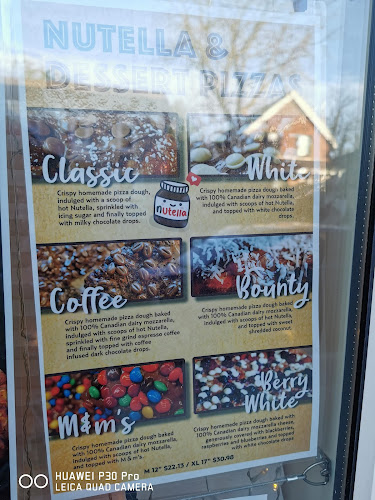 NUTELLA &
DESSERT PIZZAS
Classic
Crispy homemade pizza dough,
indulged with a scoop of
hot Nutella, sprinkled with
icing sugar and finally topped
with milky chocolate drops.
nutella
White
Crispy homemade pizza dough baked
with 100% Canadian dairy mozzarella,
indulged with scoops of hot Nutella,
and topped with white chocolate
drops.
Coffee
Crispy homemade pizza dough baked
with 100% Canadian dairy mozzarella,
indulged with scoops of hot Nutella,
sprinkled with fine grind espresso coffee
and finally topped with coffee
infused dark chocolate drops.
Bounty
Crispy homemade pizza dough baked
with 100% Canadian dairy mozzarella,
indulged with scoops of hot Nutella,
and topped with sweet
shredded coconut.
M&m's
Crispy homemade pizza dough baked
with 100% Canadian dairy mozzarella,
indulged with scoops of hot Nutella,
and topped with M & m's.
Berry
White
Crispy homemade pizza dough baked with
100% Canadian dairy mozzarella cheese,
generously covered with blackberries,
raspberries and blueberries and topped
with white chocolate drops
M 12" $22.13 / XL 17" $30.98
HUAWEI P30 Pro
LEICA QUAD CAMERA